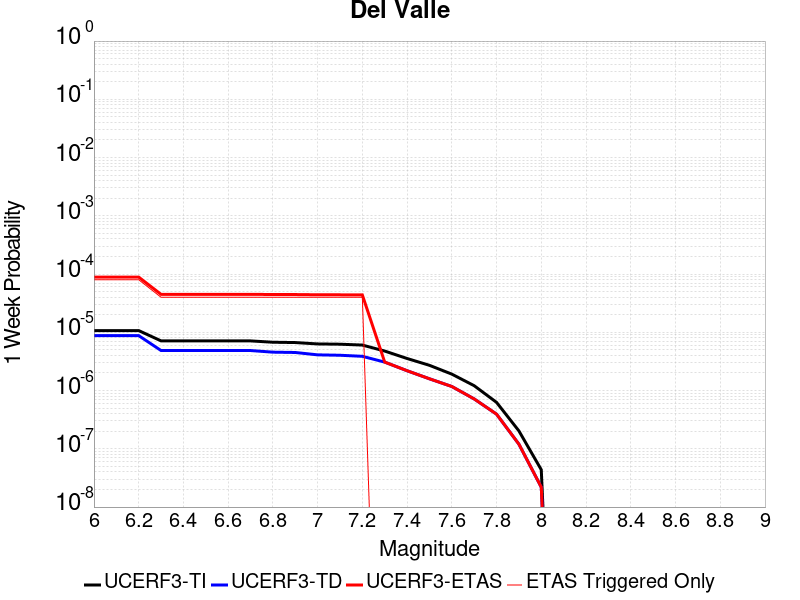 Del Valle
1 Week Probability
10^0
10^-1
10^-2
10^-3
10^-4
10^-5
10^-6
10^-7
10^-8
6 6.2 6.4 6.6 6.8 7 7.2 7.4 7.6 7.8 8 8.2 8.4 8.6 8.8 9
Magnitude
UCERF3-TI UCERF3-TD UCERF3-ETAS ETAS Triggered Only